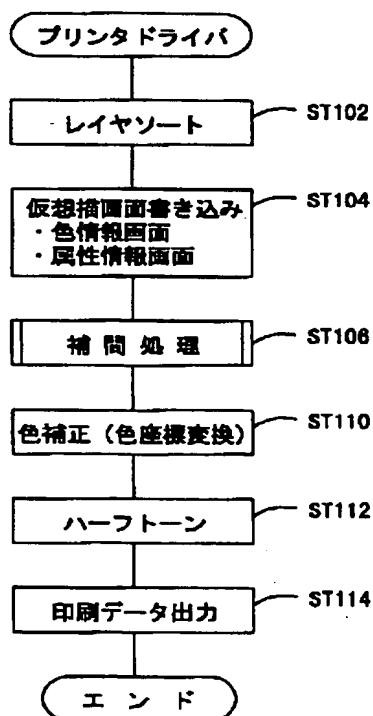 プリンタドライバ
レイヤソート
ST102
仮想描画面書き込み
・色情報画面
・属性情報画面
ST104
補間処理
ST106
色補正（色座標変換）
ST110
ハーフトーン
ST112
印刷データ出力
ST114
エンド